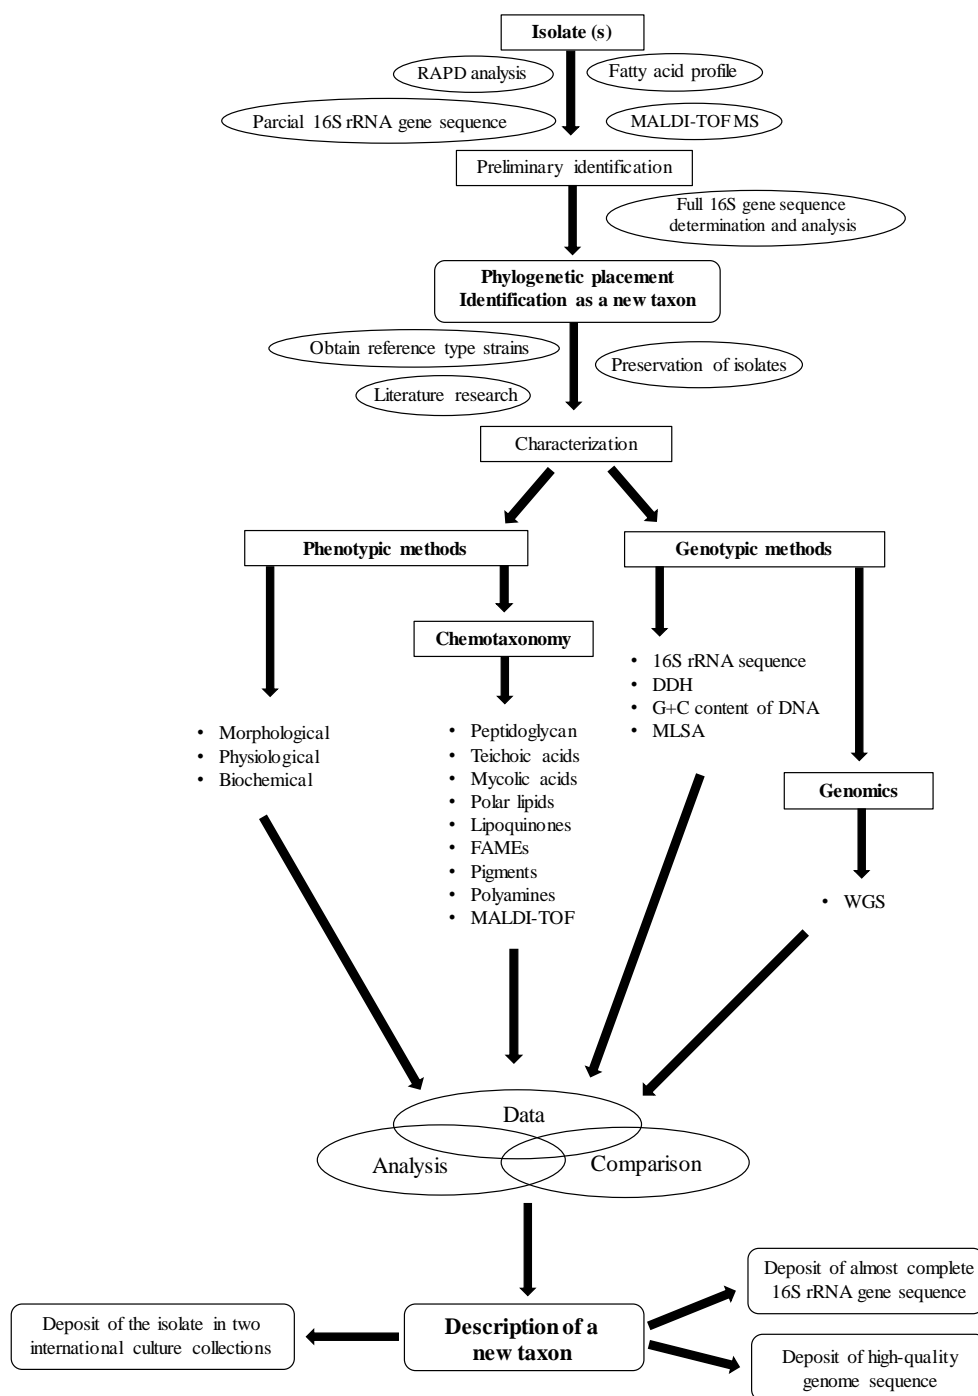 Isolate (s)
RAPD analysis
Fatty acid profile
Parcial 16S rRNA gene sequence
MALDI-TOF MS
Preliminary identification
Full 16S gene sequence
determination and analysis
Phylogenetic placement
Identification as a new taxon
Obtain reference type strains
Preservation of isolates
Literature research
Characterization
Phenotypic methods
Genotypic methods
Chemotaxonomy
• 16S rRNA sequence
• DDH
• G+C content of DNA
• MLSA
• Morphological
• Physiological
• Biochemical
• Peptidoglycan
• Teichoic acids
• Mycolic acids
• Polar lipids
• Lipoquinones
• FAMEs
• Pigments
• Polyamines
• MALDI-TOF
Genomics
• WGS
Data
Analysis
Comparison
Deposit of almost complete
16S rRNA gene sequence
Deposit of the isolate in two
international culture collections
Description of a
new taxon
Deposit of high-quality
genome sequence